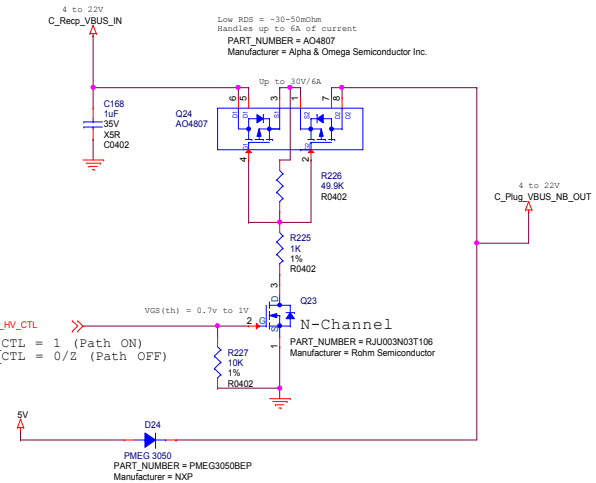 4 to 22V
C_Recp_VBUS_IN
Low RDS = ~30-50mOhm
Handles up to 6A of current
PART_NUMBER = AO4807
Manufacturer = Alpha & Omega Semiconductor Inc.
Up to 30V/6A
C168
1uF
35V
X5R
C0402
Q24
AO4807
6
5
3
1
7
8
D1
D1
S1
S2
D2
D2
G1
G2
4
2
R226
49.9K
R0402
4 to 22V
C_Plug_VBUS_NB_OUT
R225
1K
1%
R0402
3
D
Q23
VGS(th) = 0.7v to 1V
2
G
S
1
N-Channel
PART_NUMBER = RJU003N03T106
Manufacturer = Rohm Semiconductor
_HV_CTL
CTL = 1 (Path ON)
CTL = 0/Z (Path OFF)
R227
10K
1%
R0402
5V
D24
PMEG 3050
PART_NUMBER = PMEG3050BEP
Manufacturer = NXP